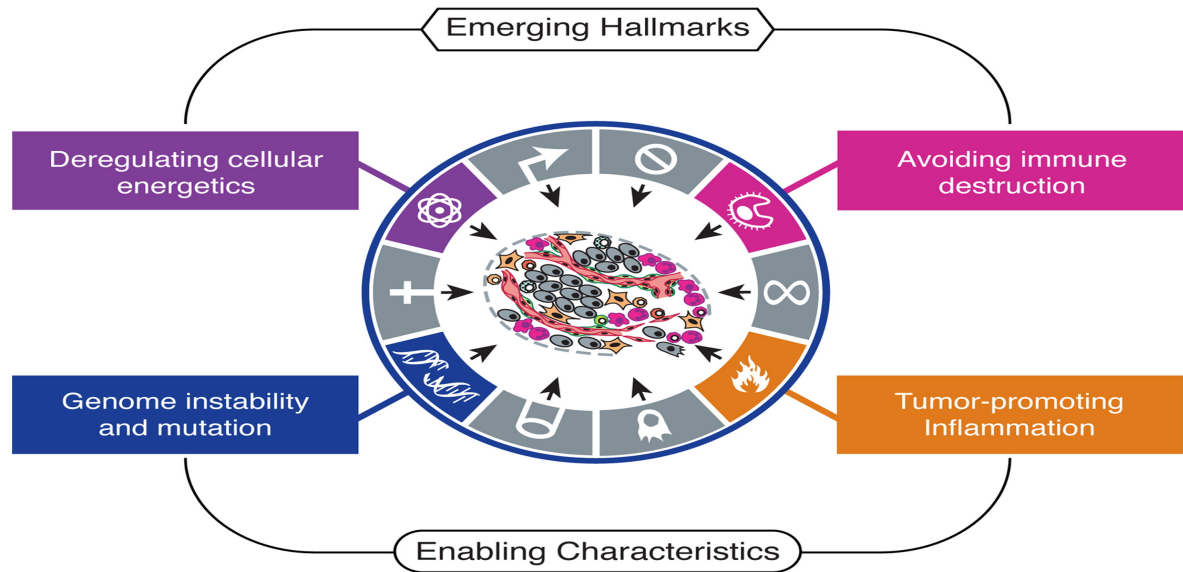 Emerging Hallmarks
Deregulating cellular
energetics
Avoiding immune
destruction
Genome instability
and mutation
Tumor-promoting
Inflammation
Enabling Characteristics